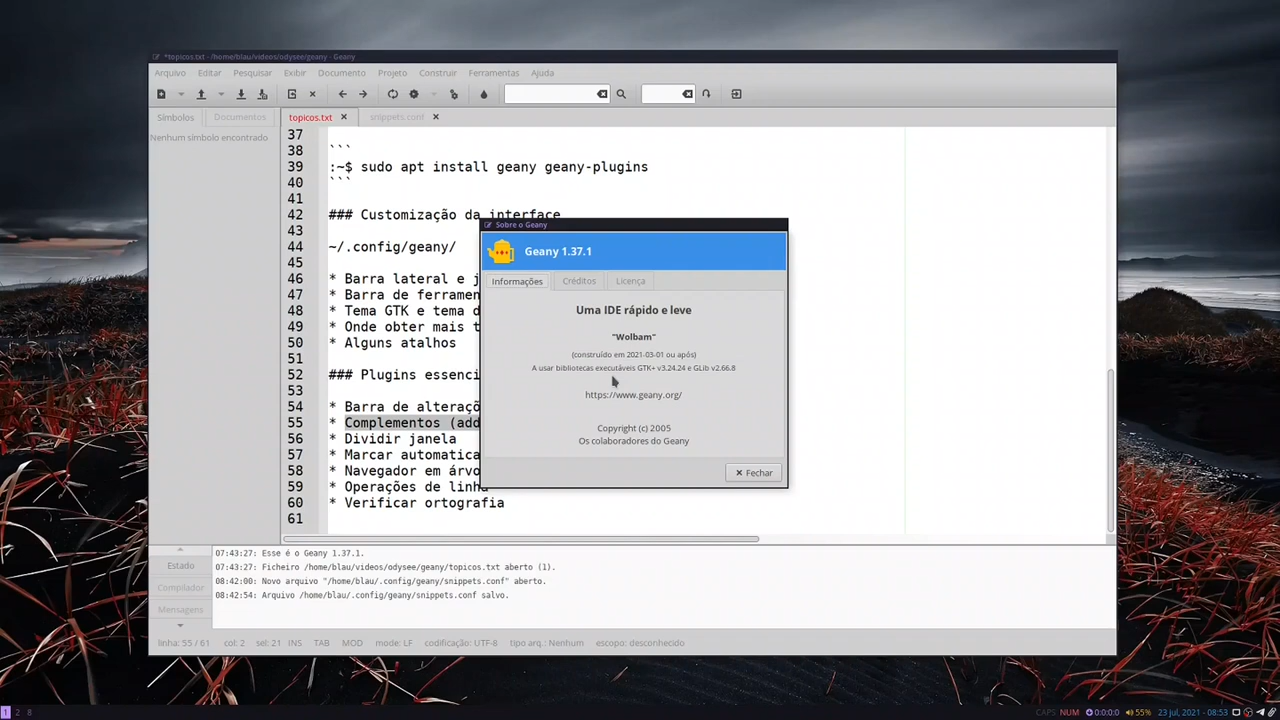 *topicos.txt - /home/blau/videos/odysee/geany - Geany
Arquivo Editar Pesquisar Exibir Documento Projeto Construir Ferramentas Ajuda
Símbolos Documentos topicos.txt snippets.conf
Nenhum símbolo encontrado
37
38 ```
39 :~$ sudo apt install geany geany-plugins
40 ```
41
42 ### Customização da interface
43
44 ~/.config/geany/
45
46 * Barra lateral e j
47 * Barra de ferramen
48 * Tema GTK e tema d
49 * Onde obter mais t
50 * Alguns atalhos
51
52 ### Plugins essenci
53
54 * Barra de alteraçõ
55 * Complementos (add
56 * Dividir janela
57 * Marcar automatica
58 * Navegador em árvo
59 * Operações de linha
60 * Verificar ortografia
61
Sobre o Geany
Geany 1.37.1
Informações Créditos Licença
Uma IDE rápido e leve
"Wolbam"
(construído em 2021-03-01 ou após)
A usar bibliotecas executáveis GTK+ v3.24.24 e GLib v2.66.8
https://www.geany.org/
Copyright (c) 2005
Os colaboradores do Geany
Fechar
Estado
Compilador
Mensagens
07:43:27: Esse é o Geany 1.37.1.
07:43:27: Ficheiro /home/blau/videos/odysee/geany/topicos.txt aberto (1).
08:42:00: Novo arquivo "/home/blau/.config/geany/snippets.conf" aberto.
08:42:54: Arquivo /home/blau/.config/geany/snippets.conf salvo.
linha: 55 / 61 col: 2 sel: 21 INS TAB MOD mode: LF codificação: UTF-8 tipo arq.: Nenhum escopo: desconhecido
1 2 8 CAPS NUM 0:0:0:0 55% 23 jul, 2021 - 08:53